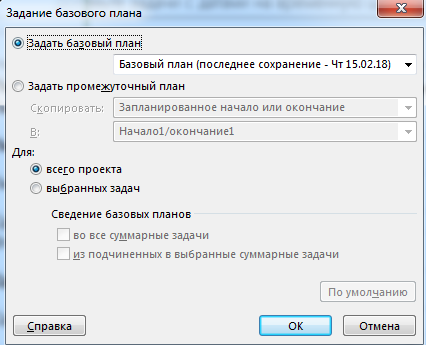 Задание базового плана
Задать базовый план
Базовый план (последнее сохранение - Чт 15.02.18)
Задать промежуточный план
Скопировать:
Запланированное начало или окончание
В:
Начало1/окончание1
Для:
всего проекта
выбранных задач
Сведение базовых планов
во все суммарные задачи
из подчиненных в выбранные суммарные задачи
По умолчанию
Справка
ОК
Отмена